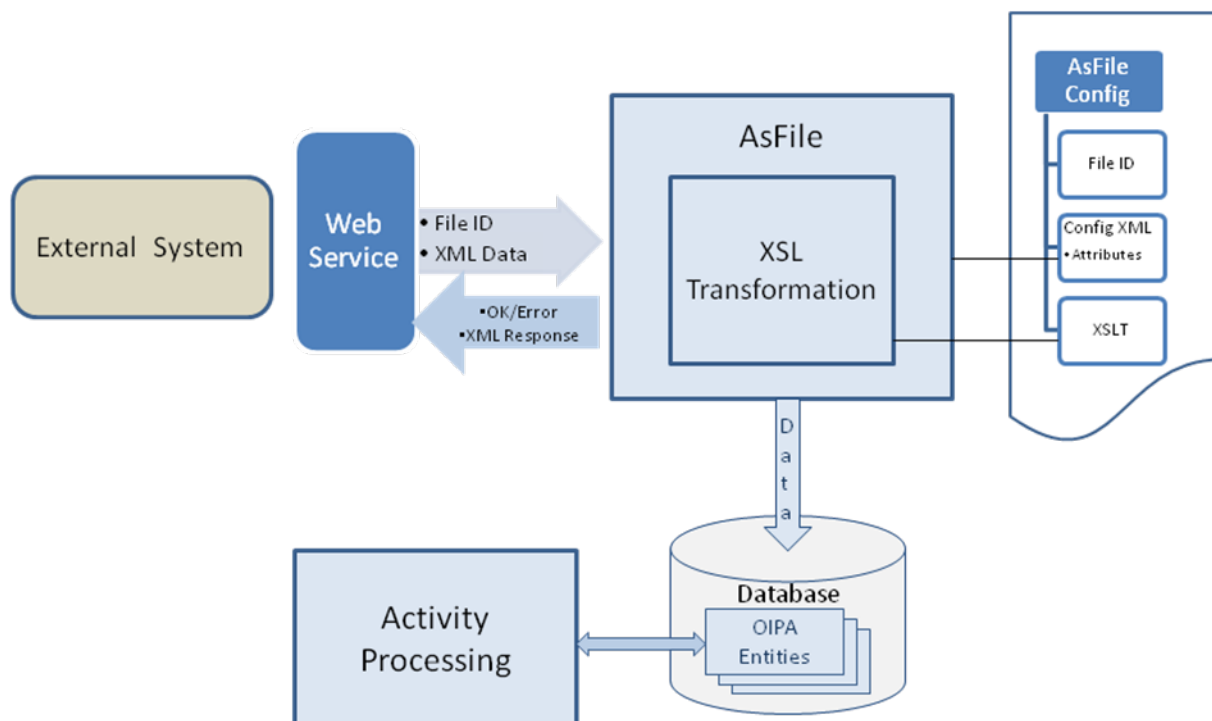 External System
Web
Service
• File ID
• XML Data
▪OK/Error
▪XML Response
AsFile
XSL
Transformation
AsFile
Config
File ID
Config XML
• Attributes
XSLT
D
a
t
a
Database
OIPA
Entities
Activity
Processing